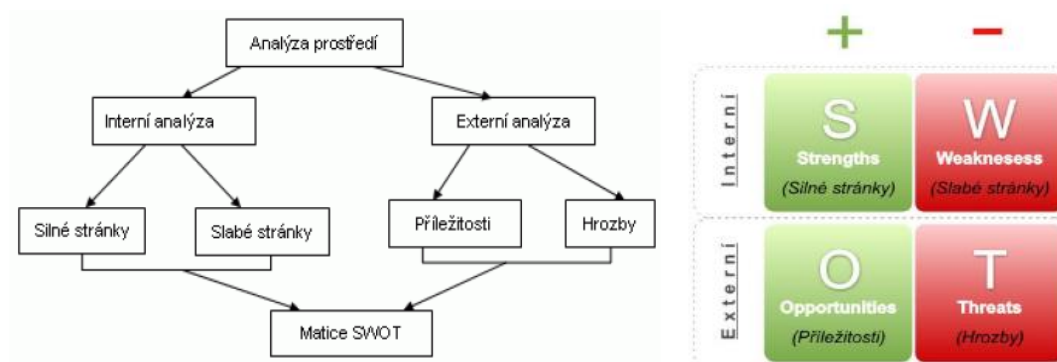 Analýza prostředí
Interní analýza
Externí analýza
Silné stránky
Slabé stránky
Příležitosti
Hrozby
Matice SWOT
+
−
Interní
S
Strengths
(Silné stránky)
W
Weaknesess
(Slabé stránky)
Externí
O
Opportunities
(Příležitosti)
T
Threats
(Hrozby)